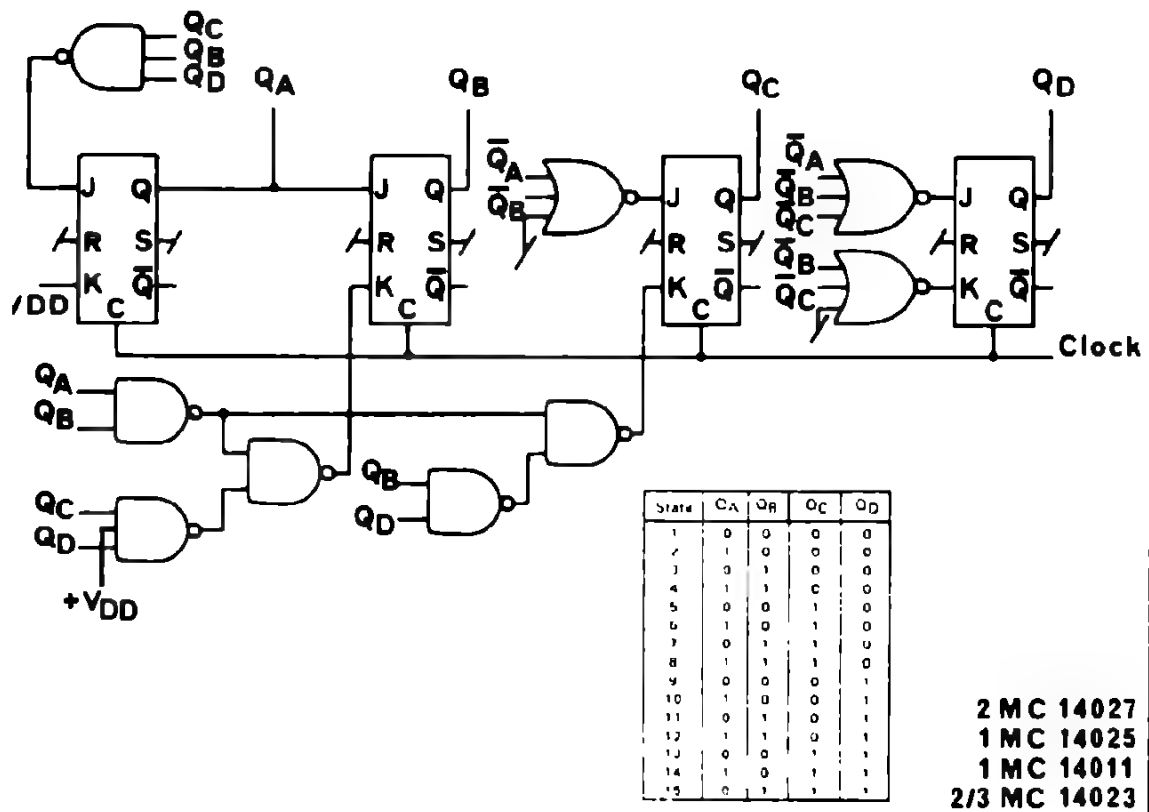 QC
QB
QD
QA
QB
QC
QD
J Q
R S
K Q̅
C
VDD
J Q
R S
K Q̅
C
Q̅A
Q̅B
J Q
R S
K Q̅
C
Q̅A
Q̅B
Q̅C
Q̅B
Q̅C
J Q
R S
K Q̅
C
Clock
QA
QB
QC
QD
+VDD
QB
QD
State QA QB QC QD
1 0 0 0 0
2 1 0 0 0
3 0 1 0 0
4 1 1 0 0
5 0 0 1 0
6 1 0 1 0
7 0 1 1 0
8 1 1 1 0
9 0 0 0 1
10 1 0 0 1
11 0 1 0 1
12 1 1 0 1
13 0 0 1 1
14 1 0 1 1
15 0 1 1 1
2 MC 14027
1 MC 14025
1 MC 14011
2/3 MC 14023